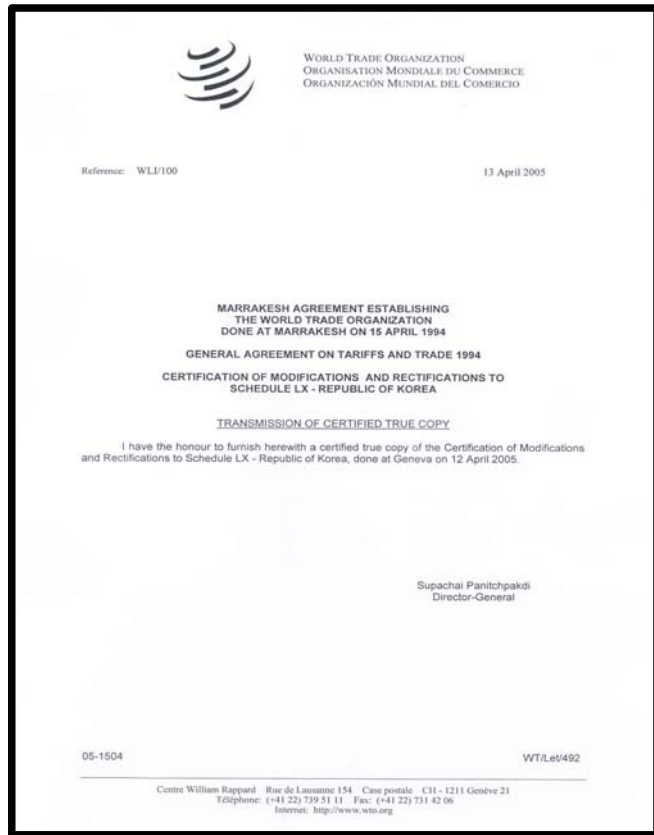 WORLD TRADE ORGANIZATION
ORGANISATION MONDIALE DU COMMERCE
ORGANIZACIÓN MUNDIAL DEL COMERCIO
Reference: WLI/100
13 April 2005
MARRAKESH AGREEMENT ESTABLISHING
THE WORLD TRADE ORGANIZATION
DONE AT MARRAKESH ON 15 APRIL 1994
GENERAL AGREEMENT ON TARIFFS AND TRADE 1994
CERTIFICATION OF MODIFICATIONS AND RECTIFICATIONS TO
SCHEDULE LX - REPUBLIC OF KOREA
TRANSMISSION OF CERTIFIED TRUE COPY
I have the honour to furnish herewith a certified true copy of the Certification of Modifications
and Rectifications to Schedule LX - Republic of Korea, done at Geneva on 12 April 2005.
Supachai Panitchpakdi
Director-General
05-1504
WT/Let/492
Centre William Rappard Rue de Lausanne 154 Case postale CH - 1211 Genève 21
Téléphone: (+41 22) 739 51 11 Fax: (+41 22) 731 42 06
Internet: http://www.wto.org